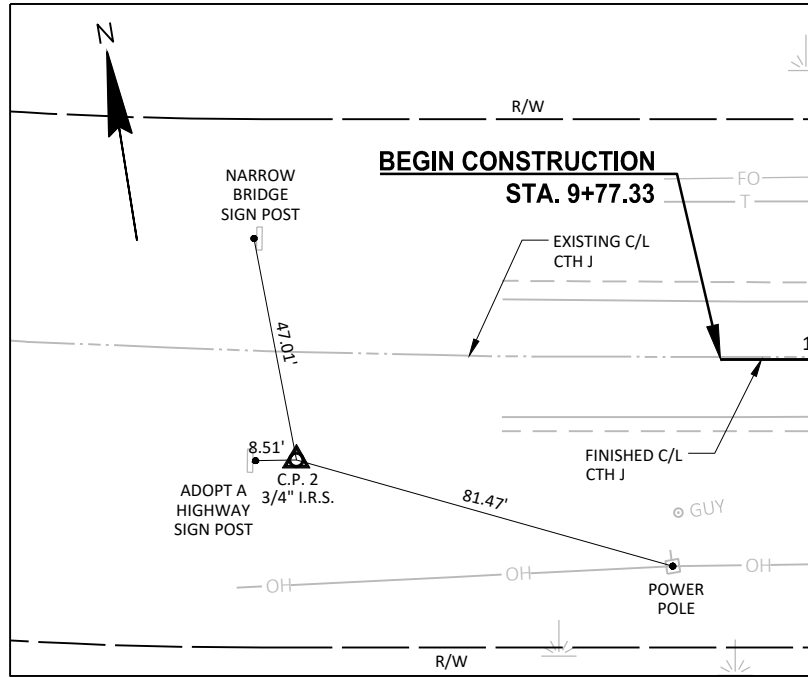 N
R/W
NARROW
BRIDGE
SIGN POST
BEGIN CONSTRUCTION
STA. 9+77.33
FO
T
EXISTING C/L
CTH J
47.01'
1
8.51'
C.P. 2
3/4" I.R.S.
ADOPT A
HIGHWAY
SIGN POST
81.47'
FINISHED C/L
CTH J
GUY
OH
OH
OH
POWER
POLE
R/W